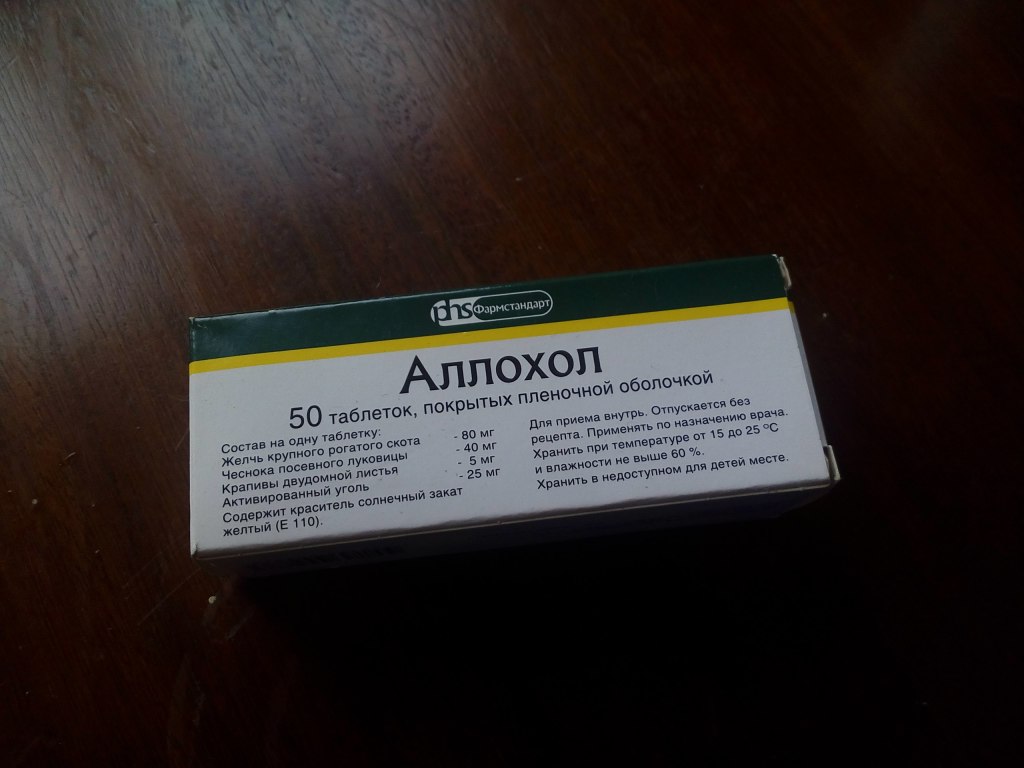 phs Фармстандарт
Аллохол
50 таблеток, покрытых пленочной оболочкой
Состав на одну таблетку:
Желчь крупного рогатого скота - 80 мг
Чеснока посевного луковицы - 40 мг
Крапивы двудомной листья - 5 мг
Активированный уголь - 25 мг
Содержит краситель солнечный закат
желтый (Е 110).
Для приема внутрь. Отпускается без
рецепта. Применять по назначению врача.
Хранить при температуре от 15 до 25 °С
и влажности не выше 60 %.
Хранить в недоступном для детей месте.